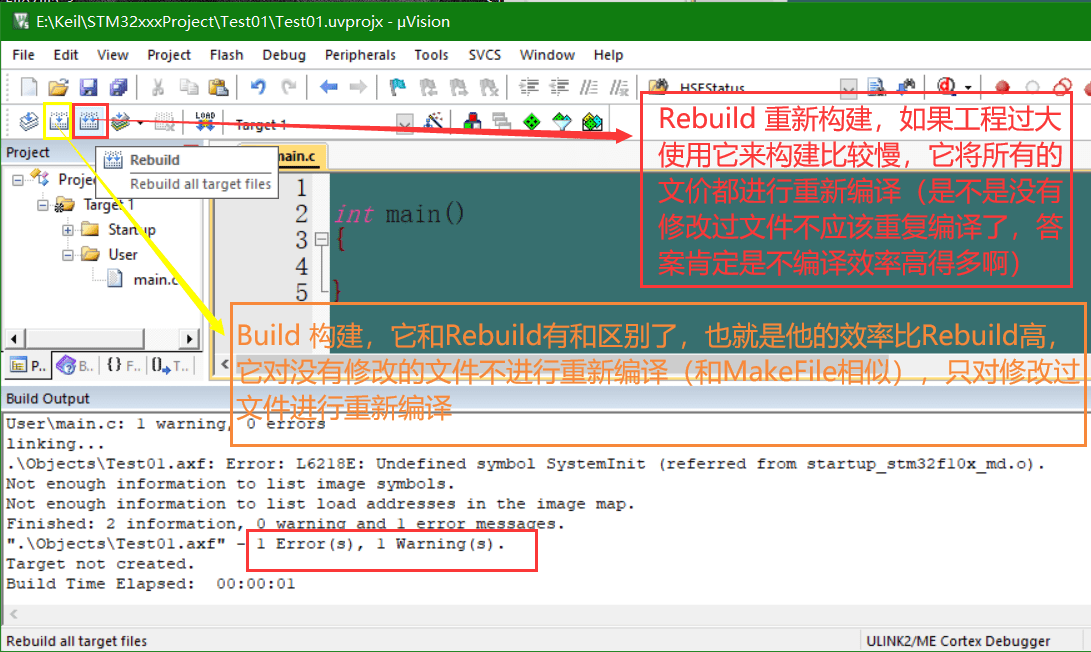 E:\Keil\STM32xxxProject\Test01\Test01.uvprojx - µVision
File Edit View Project Flash Debug Peripherals Tools SVCS Window Help
HSEStatus
LOAD
Target 1
Project
main.c
Rebuild
Rebuild all target files
Target 1
Startup
User
main.c
1
2 int main()
3 {
4
5 }
Rebuild 重新构建，如果工程过大
使用它来构建比较慢，它将所有的
文价都进行重新编译（是不是没有
修改过文件不应该重复编译了，答
案肯定是不编译效率高得多啊）
Build 构建，它和Rebuild有和区别了，也就是他的效率比Rebuild高，
它对没有修改的文件不进行重新编译（和MakeFile相似），只对修改过
文件进行重新编译
P.. B.. {} F.. 0 T..
Build Output
User\main.c: 1 warning, 0 errors
linking...
.\Objects\Test01.axf: Error: L6218E: Undefined symbol SystemInit (referred from startup_stm32f10x_md.o).
Not enough information to list image symbols.
Not enough information to list load addresses in the image map.
Finished: 2 information, 0 warning and 1 error messages.
".\Objects\Test01.axf" - 1 Error(s), 1 Warning(s).
Target not created.
Build Time Elapsed:  00:00:01
Rebuild all target files
ULINK2/ME Cortex Debugger